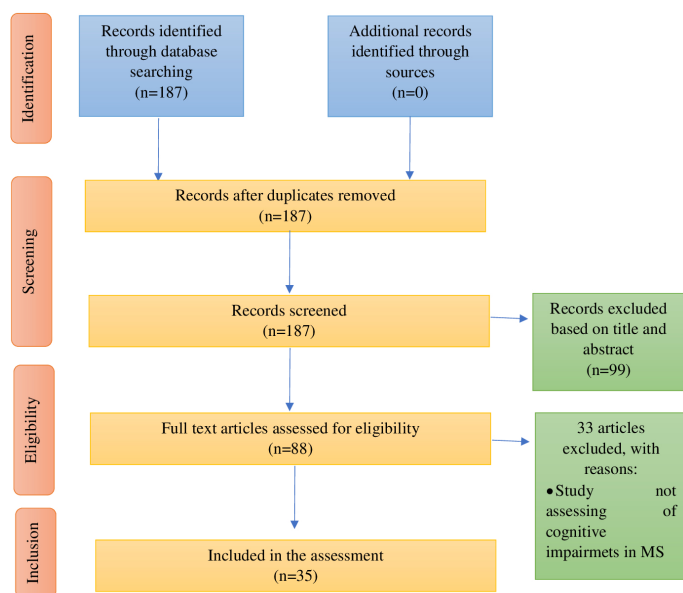 Identification
Records identified
through database
searching
(n=187)
Additional records
identified through
sources
(n=0)
Screening
Records after duplicates removed
(n=187)
Records screened
(n=187)
Records excluded
based on title and
abstract
(n=99)
Eligibility
Full text articles assessed for eligibility
(n=88)
33 articles
excluded, with
reasons:
•Study not
assessing of
cognitive
impairmets in MS
Inclusion
Included in the assessment
(n=35)